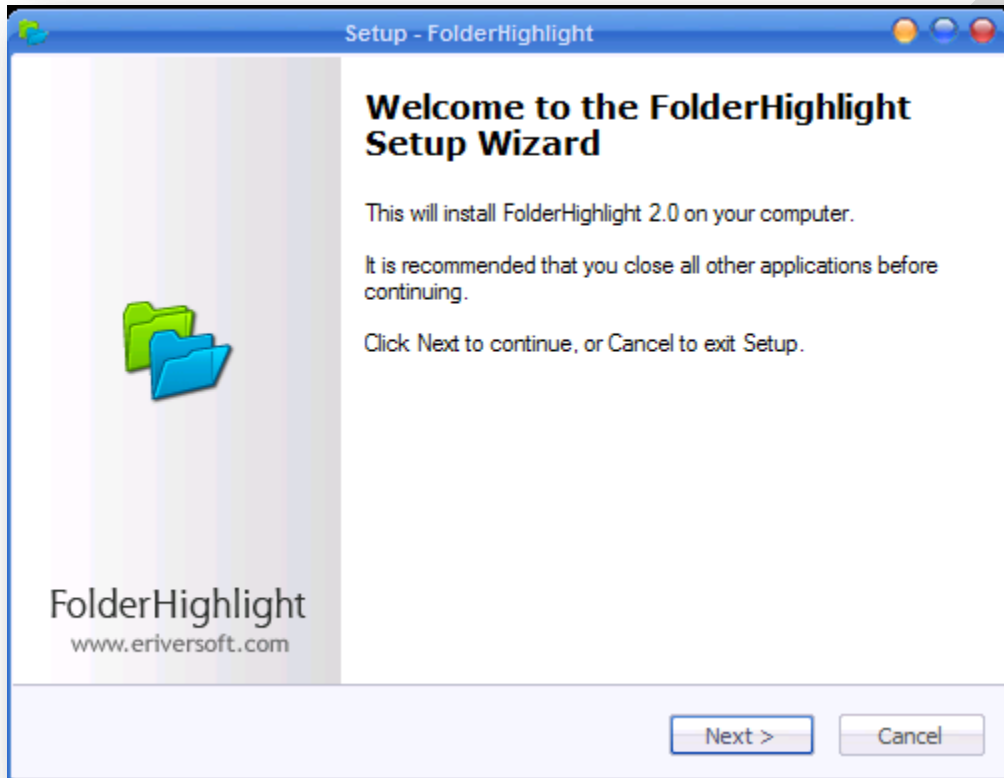 Setup - FolderHighlight
Welcome to the FolderHighlight
Setup Wizard
This will install FolderHighlight 2.0 on your computer.
It is recommended that you close all other applications before
continuing.
Click Next to continue, or Cancel to exit Setup.
FolderHighlight
www.eriversoft.com
Next >
Cancel